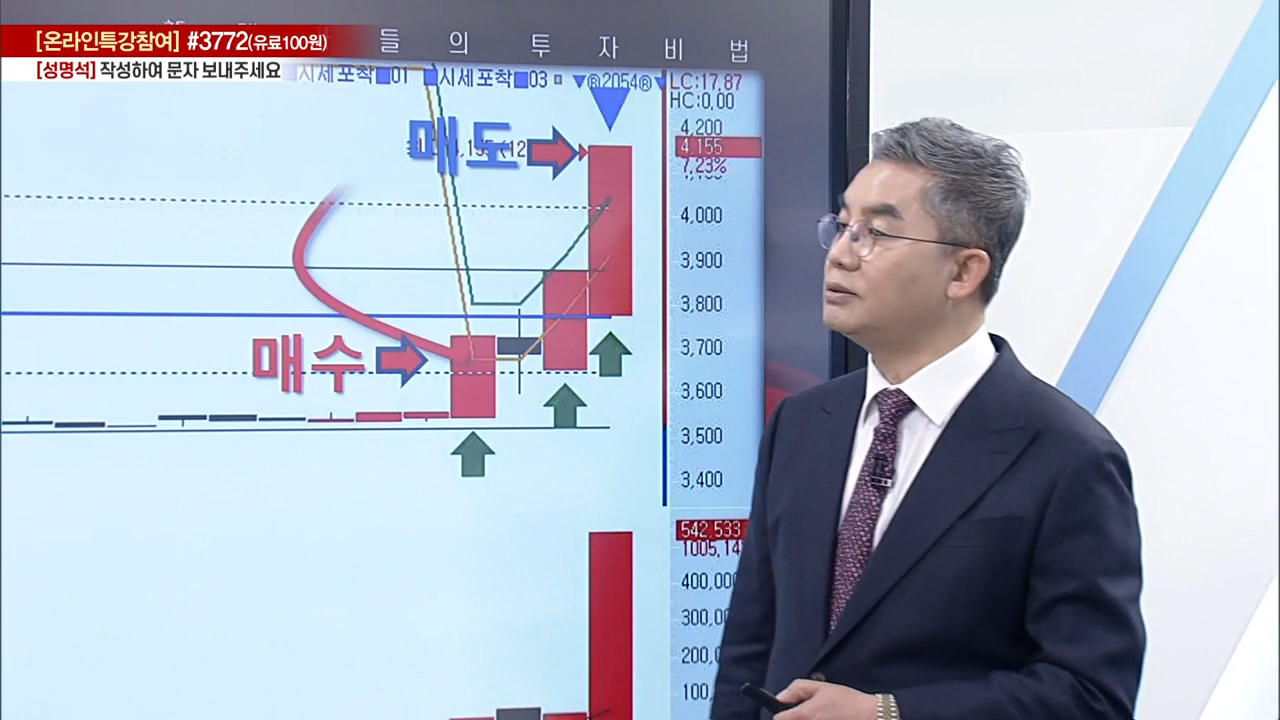 [온라인특강참여] #3772(유료100원)
[성명석] 작성하여 문자 보내주세요
들의 투자비법
시세포착 01 시세포착 03 ®2054®
LC:17,87
HC:0,00
4,200
매도
4,155
7,23%
4,000
3,900
3,800
3,700
매수
3,600
3,500
3,400
542,533
400,000